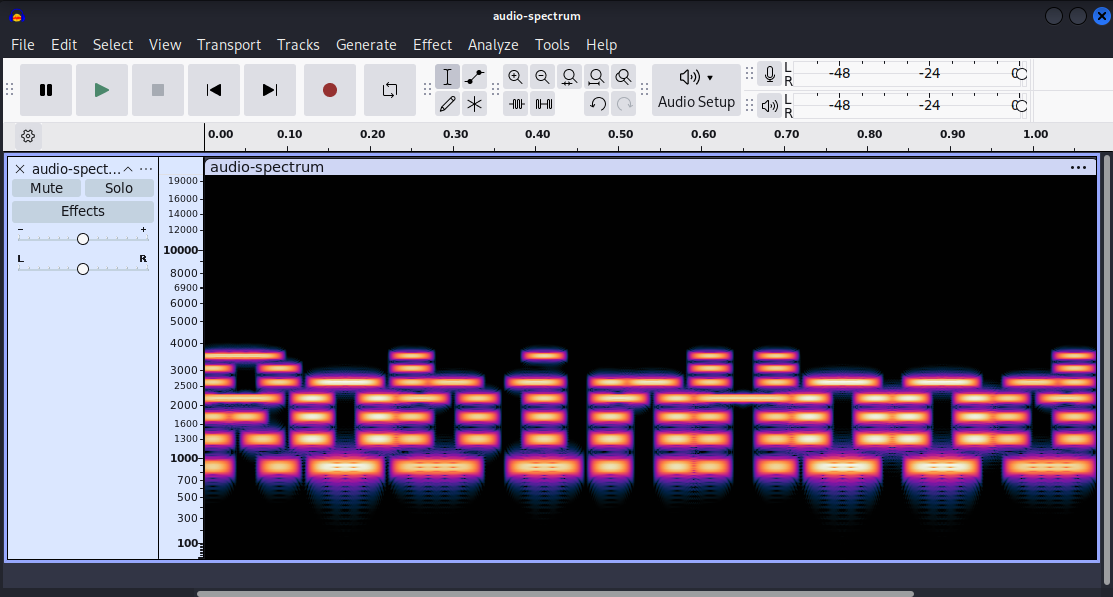 audio-spectrum
File Edit Select View Transport Tracks Generate Effect Analyze Tools Help
Audio Setup
L R -48 -24 0
L R -48 -24 0
0.00 0.10 0.20 0.30 0.40 0.50 0.60 0.70 0.80 0.90 1.00
audio-spect...
audio-spectrum
Mute Solo
Effects
- +
L R
19000
16000
14000
12000
10000
8000
6900
6000
5000
4000
3000
2500
2000
1600
1300
1000
700
500
300
100
RobinHood